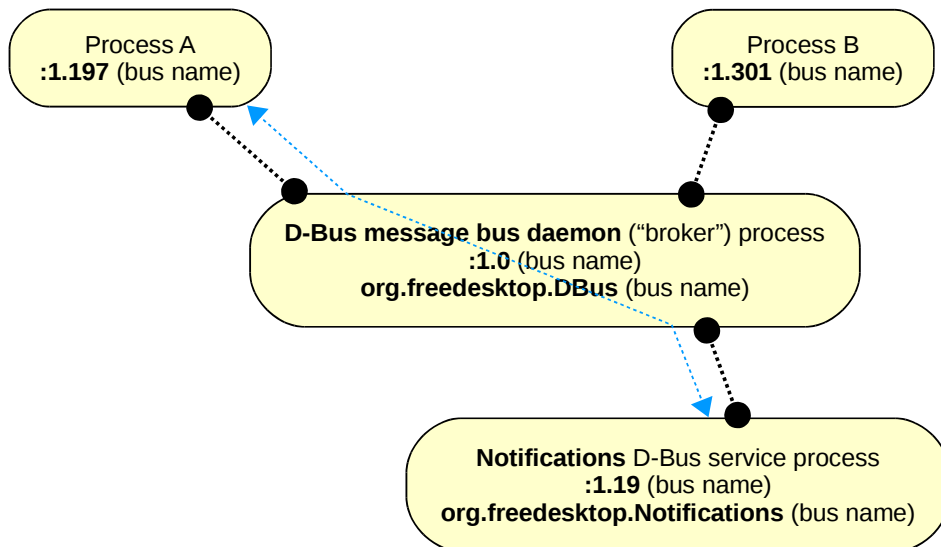 Process A
:1.197 (bus name)
Process B
:1.301 (bus name)
D-Bus message bus daemon (“broker”) process
:1.0 (bus name)
org.freedesktop.DBus (bus name)
Notifications D-Bus service process
:1.19 (bus name)
org.freedesktop.Notifications (bus name)